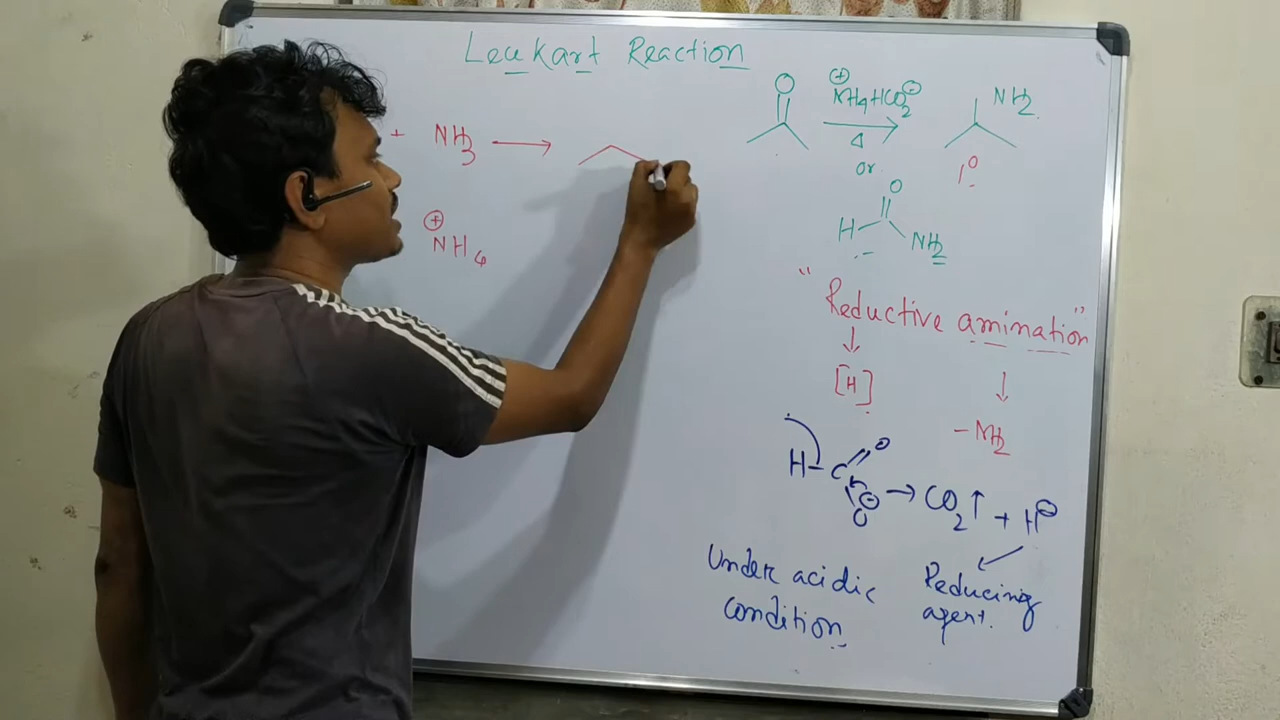 Leukart Reaction
+ NH3 →
⊕
NH4
O
⊕ ⊖
NH4HCO2
Δ
or
O
H NH2
NH2
1°
"Reductive amination"
↓ ↓
[H] -NH2
H-C O
⊖
O
→ CO2↑ + H⊖
Under acidic
condition
Reducing
agent.